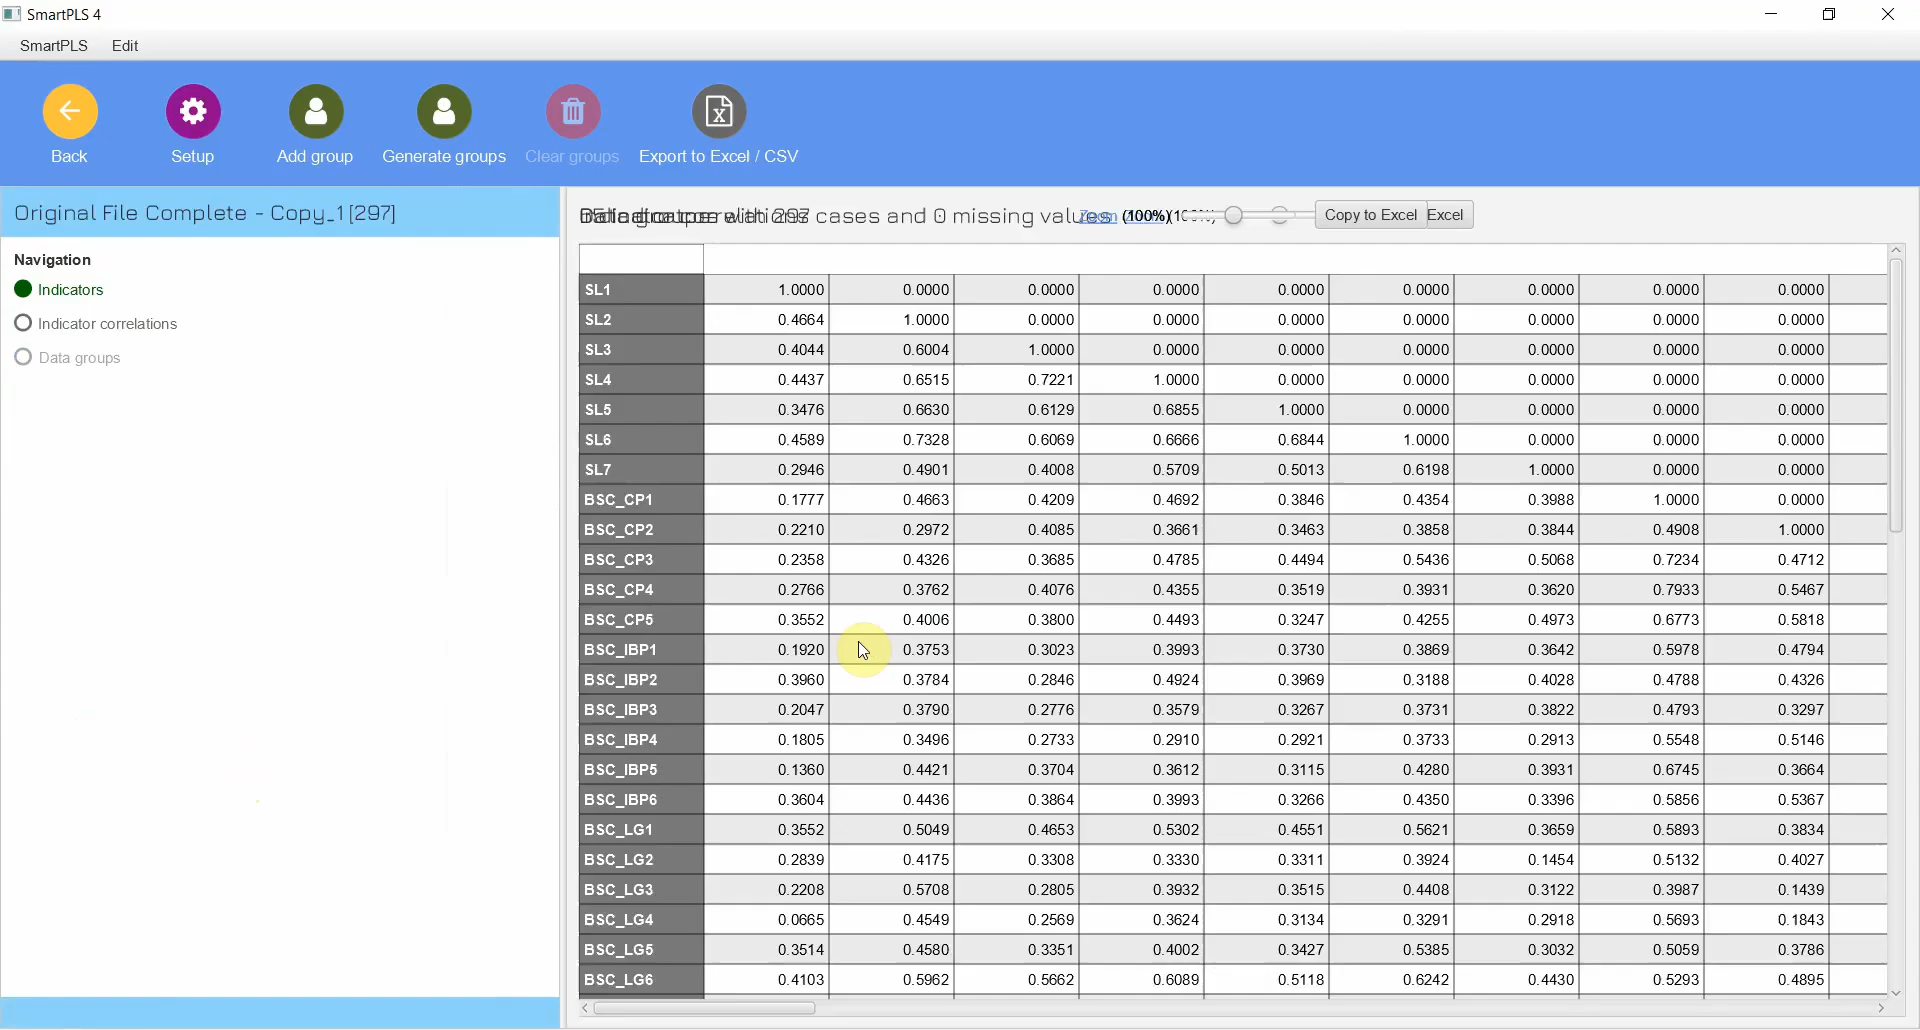 SmartPLS 4
SmartPLS Edit
Back Setup Add group Generate groups Clear groups Export to Excel / CSV
Original File Complete - Copy_1 [297]
cases and 0 missing values Zoom (100%) Copy to Excel Excel
Navigation
Indicators
Indicator correlations
Data groups
SL1 1.0000 0.0000 0.0000 0.0000 0.0000 0.0000 0.0000 0.0000 0.0000
SL2 0.4664 1.0000 0.0000 0.0000 0.0000 0.0000 0.0000 0.0000 0.0000
SL3 0.4044 0.6004 1.0000 0.0000 0.0000 0.0000 0.0000 0.0000 0.0000
SL4 0.4437 0.6515 0.7221 1.0000 0.0000 0.0000 0.0000 0.0000 0.0000
SL5 0.3476 0.6630 0.6129 0.6855 1.0000 0.0000 0.0000 0.0000 0.0000
SL6 0.4589 0.7328 0.6069 0.6666 0.6844 1.0000 0.0000 0.0000 0.0000
SL7 0.2946 0.4901 0.4008 0.5709 0.5013 0.6198 1.0000 0.0000 0.0000
BSC_CP1 0.1777 0.4663 0.4209 0.4692 0.3846 0.4354 0.3988 1.0000 0.0000
BSC_CP2 0.2210 0.2972 0.4085 0.3661 0.3463 0.3858 0.3844 0.4908 1.0000
BSC_CP3 0.2358 0.4326 0.3685 0.4785 0.4494 0.5436 0.5068 0.7234 0.4712
BSC_CP4 0.2766 0.3762 0.4076 0.4355 0.3519 0.3931 0.3620 0.7933 0.5467
BSC_CP5 0.3552 0.4006 0.3800 0.4493 0.3247 0.4255 0.4973 0.6773 0.5818
BSC_IBP1 0.1920 0.3753 0.3023 0.3993 0.3730 0.3869 0.3642 0.5978 0.4794
BSC_IBP2 0.3960 0.3784 0.2846 0.4924 0.3969 0.3188 0.4028 0.4788 0.4326
BSC_IBP3 0.2047 0.3790 0.2776 0.3579 0.3267 0.3731 0.3822 0.4793 0.3297
BSC_IBP4 0.1805 0.3496 0.2733 0.2910 0.2921 0.3733 0.2913 0.5548 0.5146
BSC_IBP5 0.1360 0.4421 0.3704 0.3612 0.3115 0.4280 0.3931 0.6745 0.3664
BSC_IBP6 0.3604 0.4436 0.3864 0.3993 0.3266 0.4350 0.3396 0.5856 0.5367
BSC_LG1 0.3552 0.5049 0.4653 0.5302 0.4551 0.5621 0.3659 0.5893 0.3834
BSC_LG2 0.2839 0.4175 0.3308 0.3330 0.3311 0.3924 0.1454 0.5132 0.4027
BSC_LG3 0.2208 0.5708 0.2805 0.3932 0.3515 0.4408 0.3122 0.3987 0.1439
BSC_LG4 0.0665 0.4549 0.2569 0.3624 0.3134 0.3291 0.2918 0.5693 0.1843
BSC_LG5 0.3514 0.4580 0.3351 0.4002 0.3427 0.5385 0.3032 0.5059 0.3786
BSC_LG6 0.4103 0.5962 0.5662 0.6089 0.5118 0.6242 0.4430 0.5293 0.4895